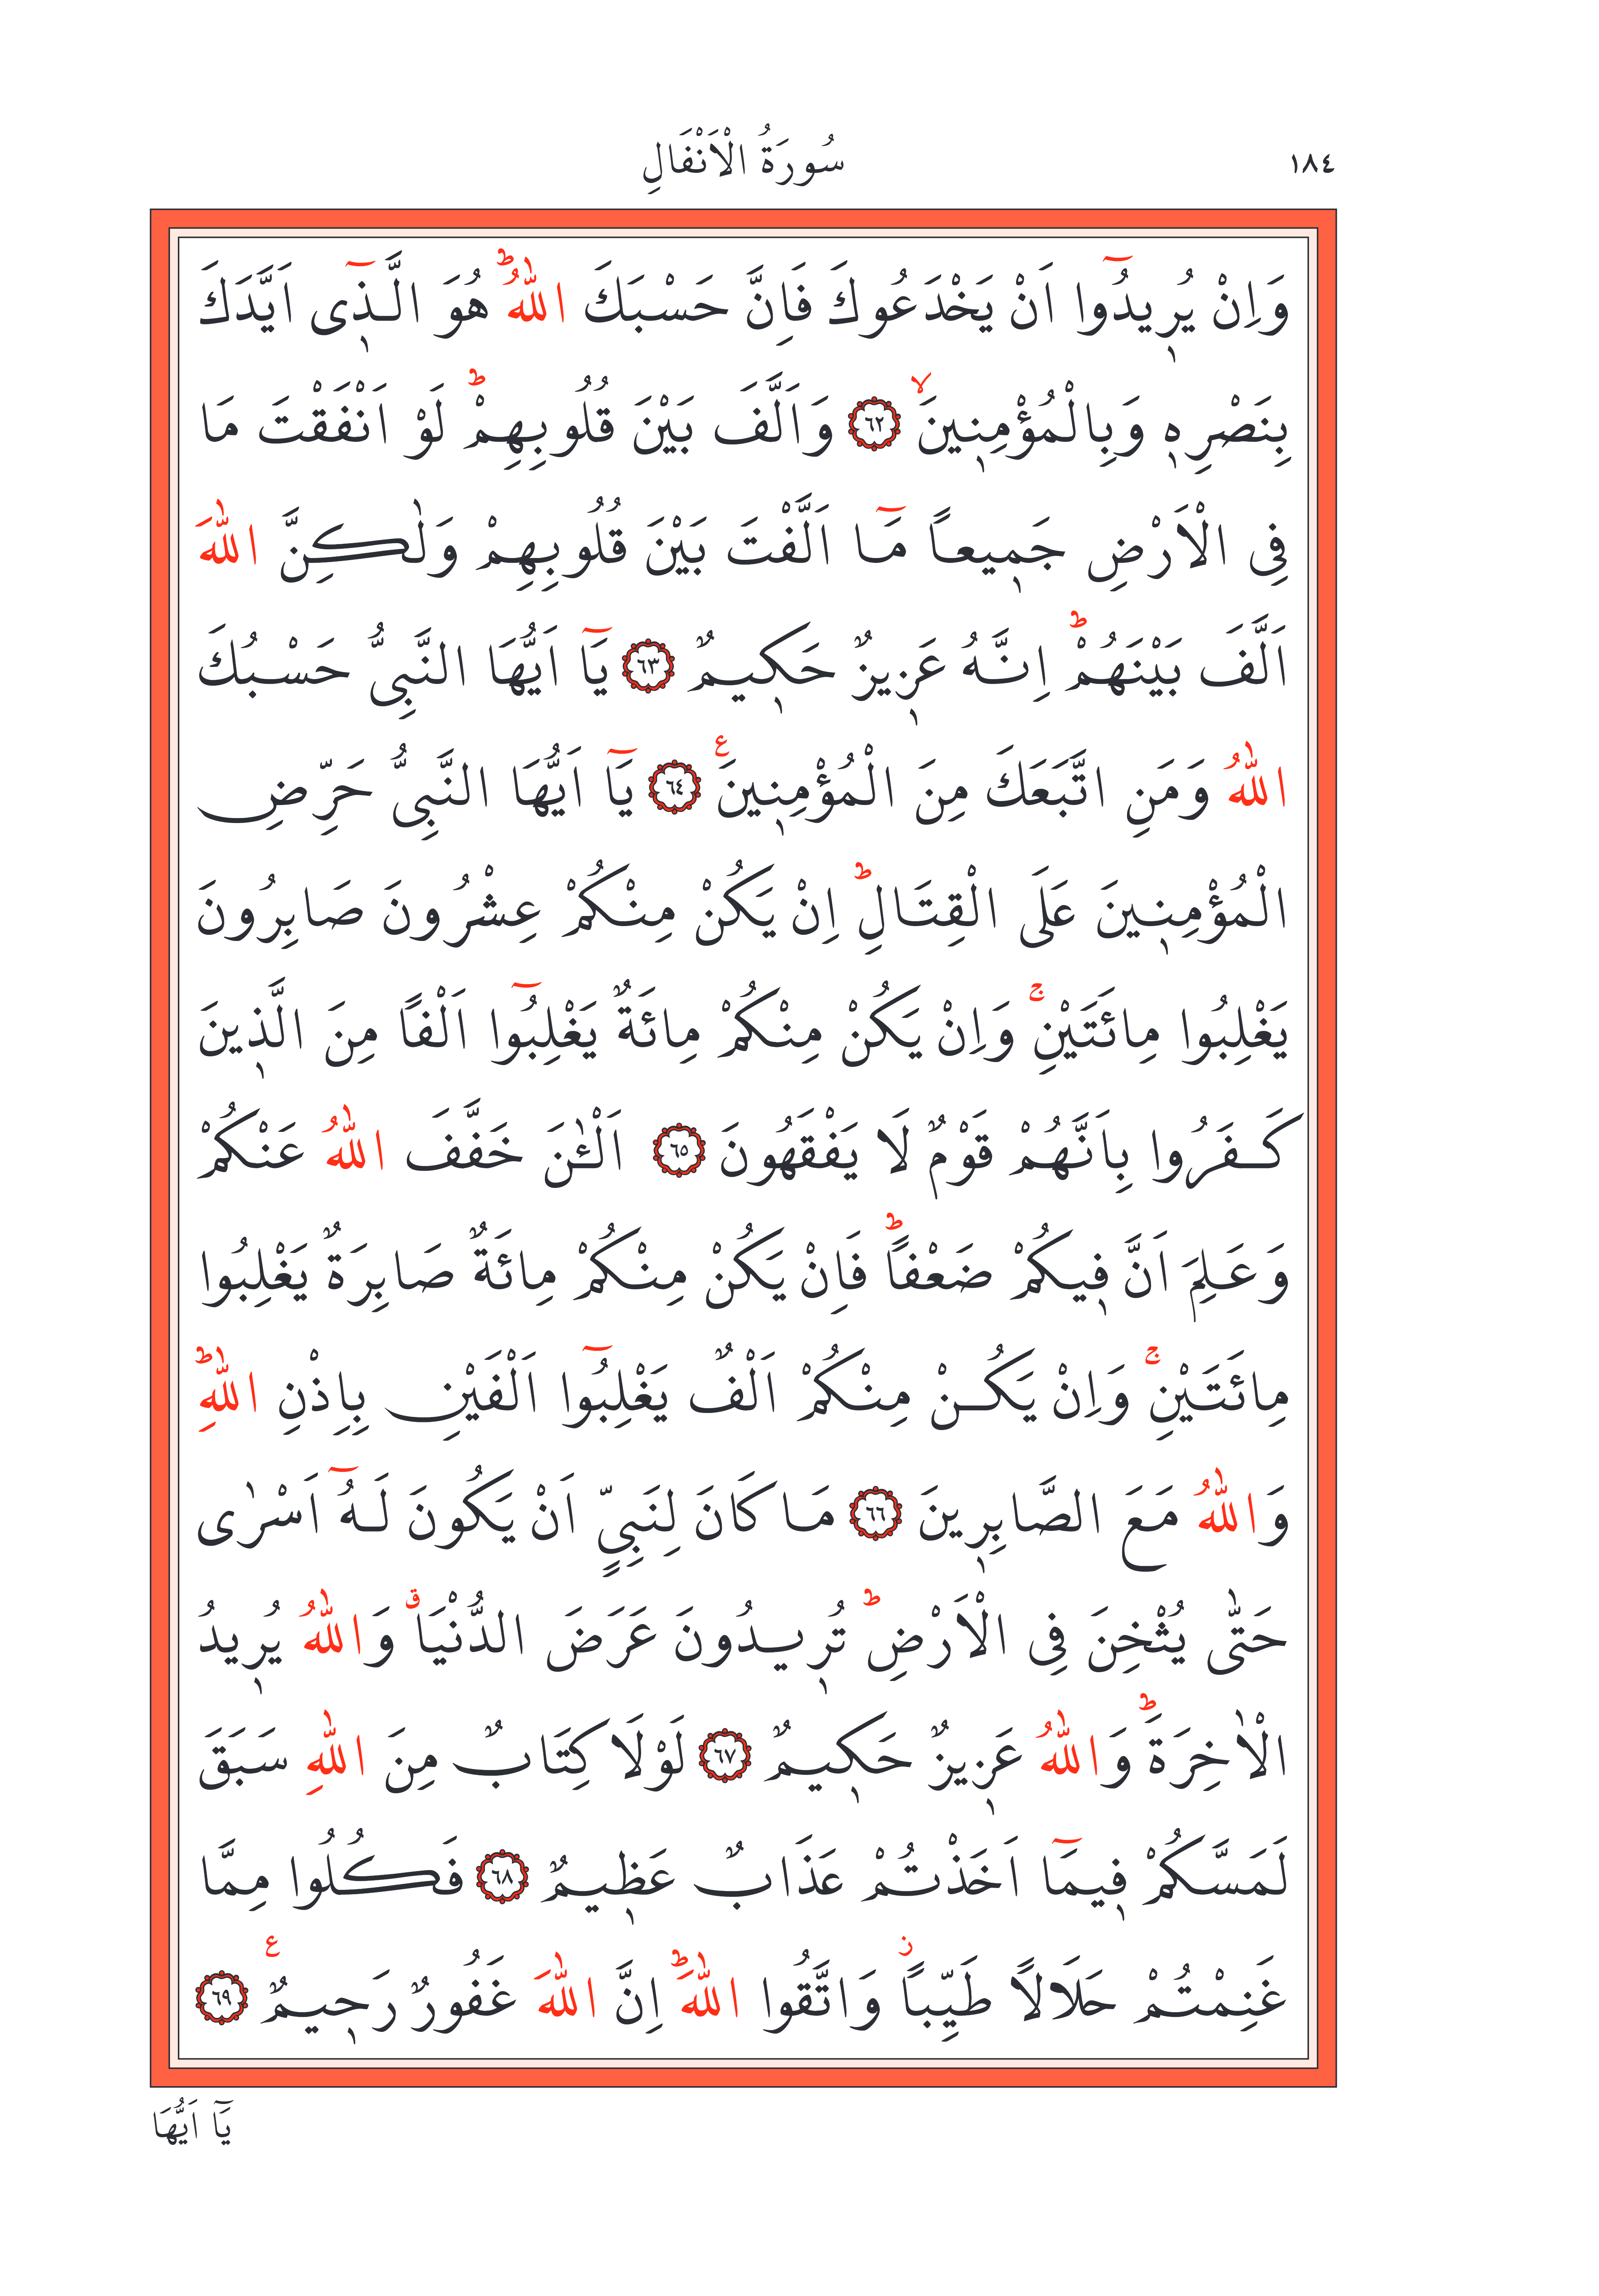 ١٨٤
سُورَةُ الْاَنْفَالِ
وَاِنْ يُر۪يدُٓوا اَنْ يَخْدَعُوكَ فَاِنَّ حَسْبَكَ اللّٰهُۜ هُوَ الَّـذ۪ٓي اَيَّدَكَ
بِنَصْرِه۪ وَبِالْمُؤْمِن۪ينَۙ ﴿٦٢﴾ وَاَلَّفَ بَيْنَ قُلُوبِهِمْۜ لَوْ اَنْفَقْتَ مَا
فِي الْاَرْضِ جَم۪يعاً مَٓا اَلَّفْتَ بَيْنَ قُلُوبِهِمْ وَلٰكِنَّ اللّٰهَ
اَلَّفَ بَيْنَهُمْۜ اِنَّهُ عَز۪يزٌ حَك۪يمٌ ﴿٦٣﴾ يَٓا اَيُّهَا النَّبِيُّ حَسْبُكَ
اللّٰهُ وَمَنِ اتَّبَعَكَ مِنَ الْمُؤْمِن۪ينَ۟ ﴿٦٤﴾ يَٓا اَيُّهَا النَّبِيُّ حَرِّضِ
الْمُؤْمِن۪ينَ عَلَى الْقِتَالِۜ اِنْ يَكُنْ مِنْكُمْ عِشْرُونَ صَابِرُونَ
يَغْلِبُوا مِائَتَيْنِۚ وَاِنْ يَكُنْ مِنْكُمْ مِائَةٌ يَغْلِبُٓوا اَلْفاً مِنَ الَّذ۪ينَ
كَـفَرُوا بِاَنَّهُمْ قَوْمٌ لَا يَفْقَهُونَ ﴿٦٥﴾ اَلْـٰٔنَ خَفَّفَ اللّٰهُ عَنْكُمْ
وَعَلِمَ اَنَّ ف۪يكُمْ ضَعْفاًۜ فَاِنْ يَكُنْ مِنْكُمْ مِائَةٌ صَابِرَةٌ يَغْلِبُوا
مِائَتَيْنِۚ وَاِنْ يَكُـنْ مِنْكُمْ اَلْفٌ يَغْلِبُٓوا اَلْفَيْنِ بِاِذْنِ اللّٰهِۜ
وَاللّٰهُ مَعَ الصَّابِر۪ينَ ﴿٦٦﴾ مَا كَانَ لِنَبِيٍّ اَنْ يَكُونَ لَهُٓ اَسْرٰى
حَتّٰى يُثْخِنَ فِي الْاَرْضِۜ تُر۪يدُونَ عَرَضَ الدُّنْيَاۗ وَاللّٰهُ يُر۪يدُ
الْاٰخِرَةَۜ وَاللّٰهُ عَز۪يزٌ حَك۪يمٌ ﴿٦٧﴾ لَوْلَا كِتَابٌ مِنَ اللّٰهِ سَبَقَ
لَمَسَّكُمْ ف۪يمَٓا اَخَذْتُمْ عَذَابٌ عَظ۪يمٌ ﴿٦٨﴾ فَكُلُوا مِمَّا
غَنِمْتُمْ حَلَالاً طَيِّباًۘ وَاتَّقُوا اللّٰهَۜ اِنَّ اللّٰهَ غَفُورٌ رَح۪يمٌ۟ ﴿٦٩﴾
يَٓا اَيُّهَا